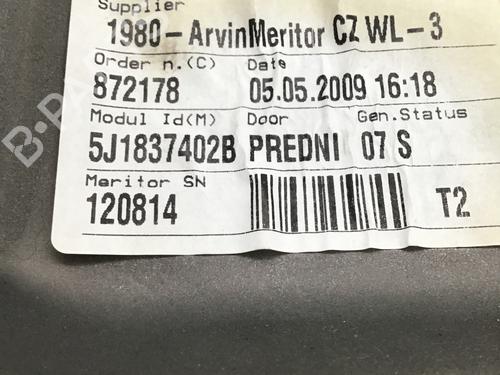 Supplier
1980-ArvinMeritor CZ WL-3
Order n.(C) Date
872178 05.05.2009 16:18
Modul Id(M) Door Gen.Status
5J1837402B PREDNI 07 S
Meritor SN
120814 T2
B-PARTS